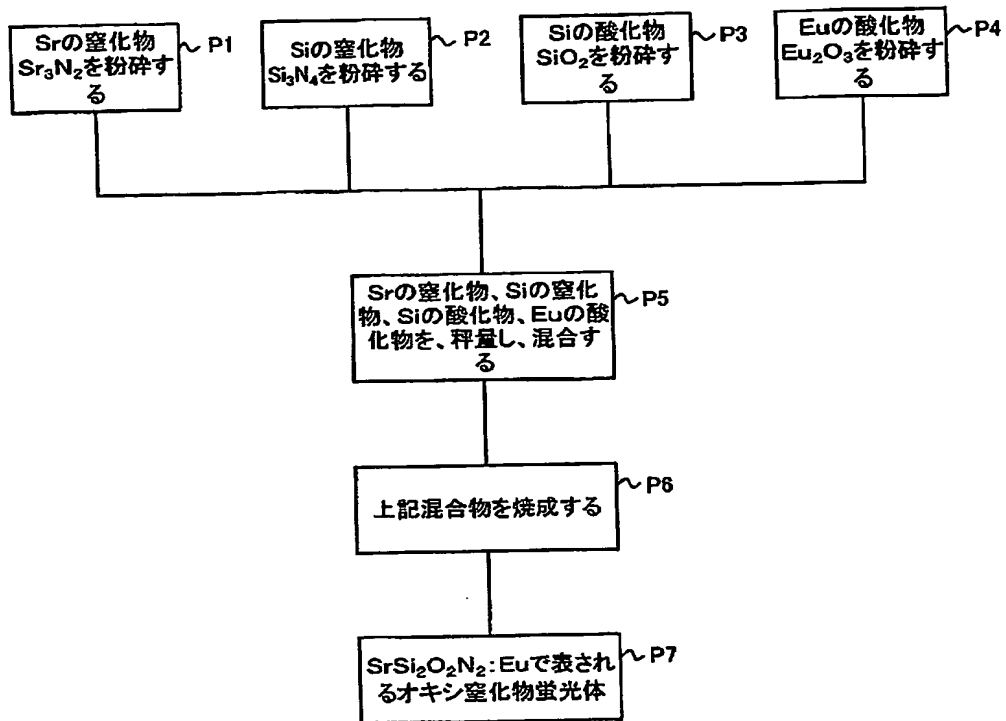 Srの窒化物
Sr₃N₂を粉砕す
る
P1
Siの窒化物
Si₃N₄を粉砕する
P2
Siの酸化物
SiO₂を粉砕す
る
P3
Euの酸化物
Eu₂O₃を粉砕す
る
P4
Srの窒化物、Siの窒化
物、Siの酸化物、Euの酸
化物を、秤量し、混合す
る
P5
上記混合物を焼成する
P6
SrSi₂O₂N₂:Euで表され
るオキシ窒化物蛍光体
P7